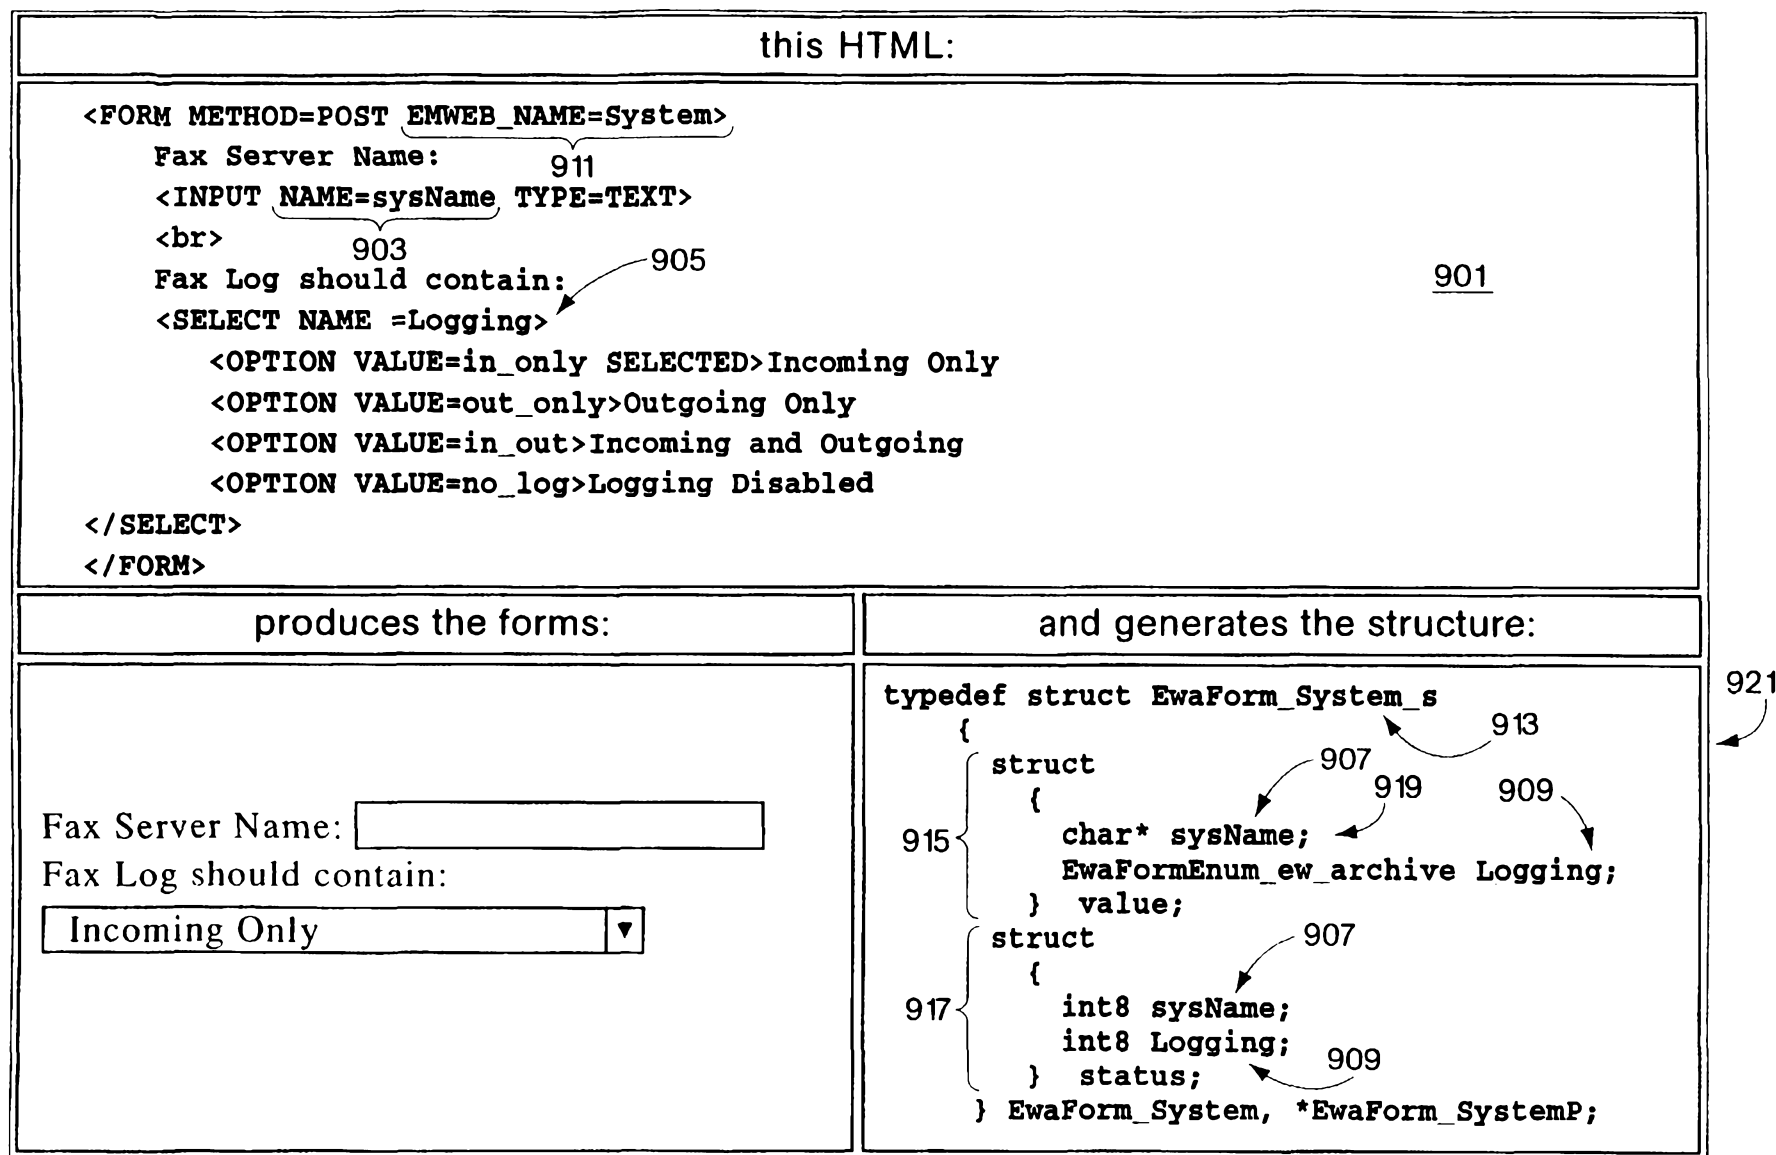 this HTML:
<FORM METHOD=POST EMWEB_NAME=System>
Fax Server Name:
911
<INPUT NAME=sysName TYPE=TEXT>
<br>
903
905
Fax Log should contain:
901
<SELECT NAME =Logging>
<OPTION VALUE=in_only SELECTED>Incoming Only
<OPTION VALUE=out_only>Outgoing Only
<OPTION VALUE=in_out>Incoming and Outgoing
<OPTION VALUE=no_log>Logging Disabled
</SELECT>
</FORM>
produces the forms:
Fax Server Name:
Fax Log should contain:
Incoming Only
and generates the structure:
921
typedef struct EwaForm_System_s
{
913
struct
907
{
919
909
915
char* sysName;
EwaFormEnum_ew_archive Logging;
} value;
struct
907
{
917
int8 sysName;
int8 Logging;
909
} status;
} EwaForm_System, *EwaForm_SystemP;